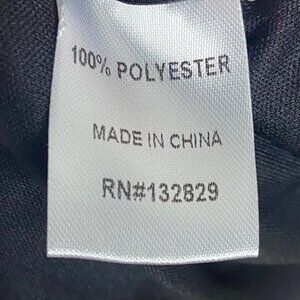 100% POLYESTER
MADE IN CHINA
RN#132829